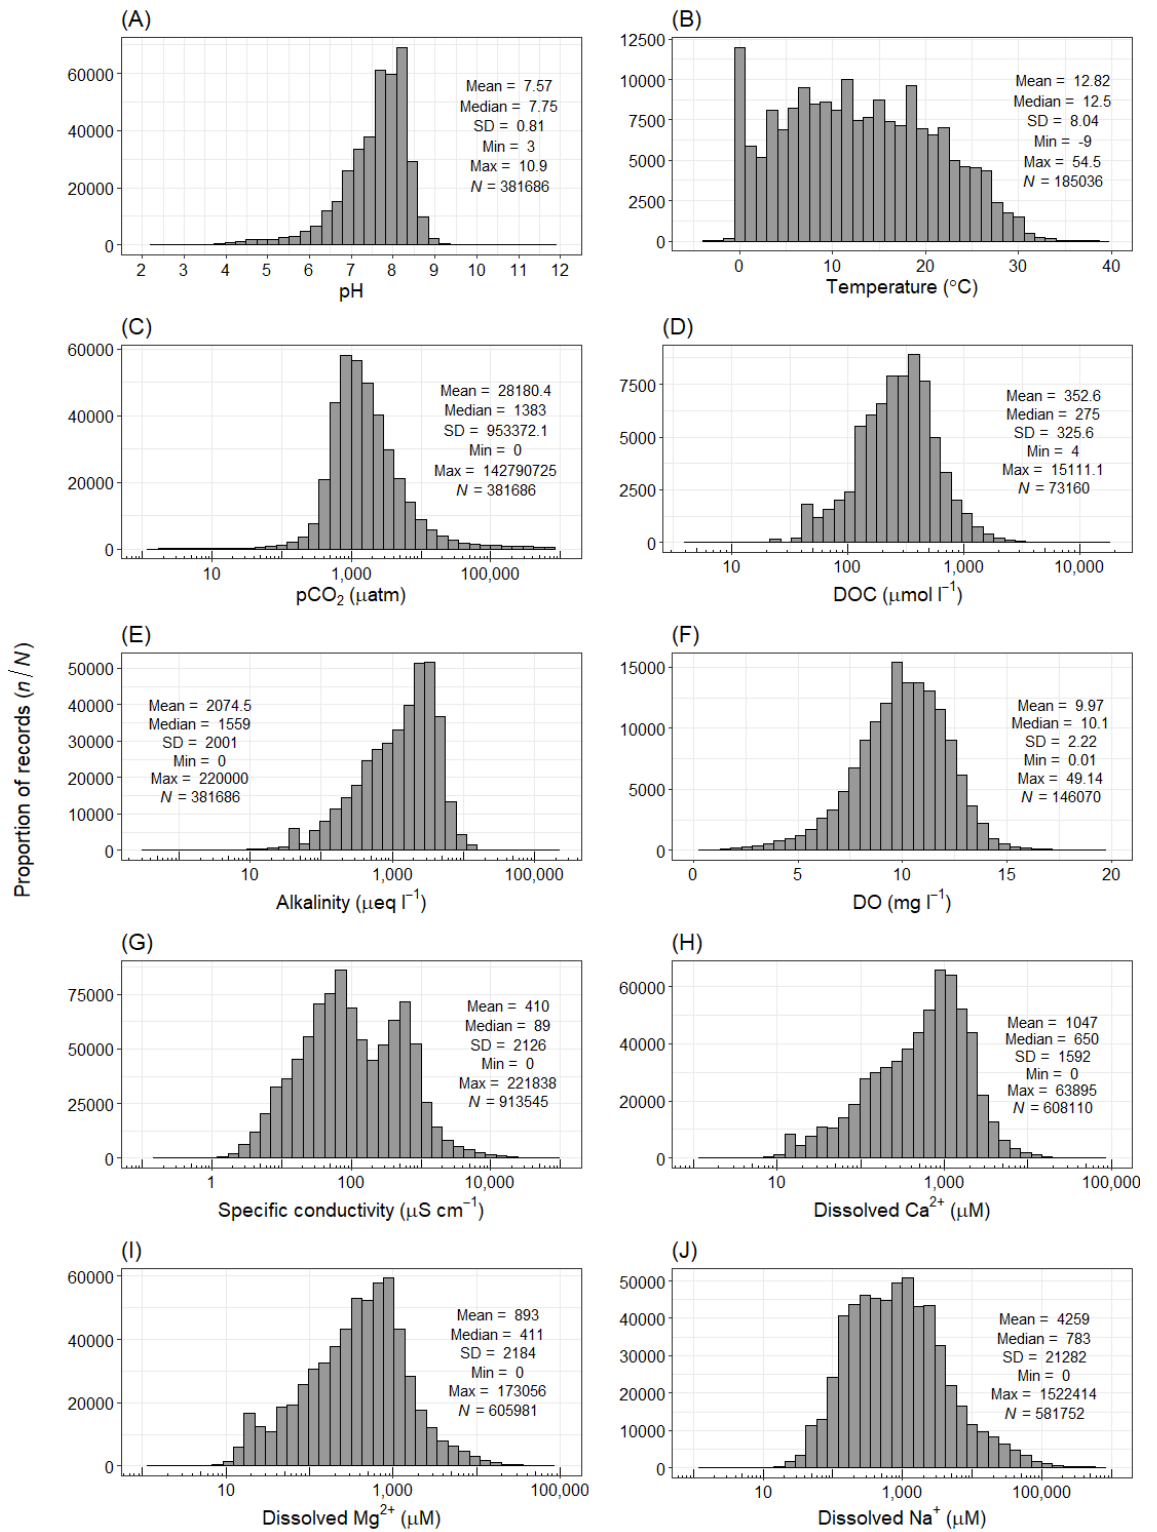 (A)
60000
40000
20000
0
Mean = 7.57
Median = 7.75
SD = 0.81
Min = 3
Max = 10.9
N = 381686
2 3 4 5 6 7 8 9 10 11 12
pH
(B)
12500
10000
7500
5000
2500
0
Mean = 12.82
Median = 12.5
SD = 8.04
Min = -9
Max = 54.5
N = 185036
0 10 20 30 40
Temperature (°C)
(C)
60000
40000
20000
0
Mean = 28180.4
Median = 1383
SD = 953372.1
Min = 0
Max = 142790725
N = 381686
10 1,000 100,000
pCO₂ (μatm)
(D)
7500
5000
2500
0
Mean = 352.6
Median = 275
SD = 325.6
Min = 4
Max = 15111.1
N = 73160
10 100 1,000 10,000
DOC (μmol l⁻¹)
Proportion of records (n/N)
(E)
50000
40000
30000
20000
10000
0
Mean = 2074.5
Median = 1559
SD = 2001
Min = 0
Max = 220000
N = 381686
10 1,000 100,000
Alkalinity (μeq l⁻¹)
(F)
15000
10000
5000
0
Mean = 9.97
Median = 10.1
SD = 2.22
Min = 0.01
Max = 49.14
N = 146070
0 5 10 15 20
DO (mg l⁻¹)
(G)
75000
50000
25000
0
Mean = 410
Median = 89
SD = 2126
Min = 0
Max = 221838
N = 913545
1 100 10,000
Specific conductivity (μS cm⁻¹)
(H)
60000
40000
20000
0
Mean = 1047
Median = 650
SD = 1592
Min = 0
Max = 63895
N = 608110
10 1,000 100,000
Dissolved Ca²⁺ (μM)
(I)
60000
40000
20000
0
Mean = 893
Median = 411
SD = 2184
Min = 0
Max = 173056
N = 605981
10 1,000 100,000
Dissolved Mg²⁺ (μM)
(J)
50000
40000
30000
20000
10000
0
Mean = 4259
Median = 783
SD = 21282
Min = 0
Max = 1522414
N = 581752
10 1,000 100,000
Dissolved Na⁺ (μM)